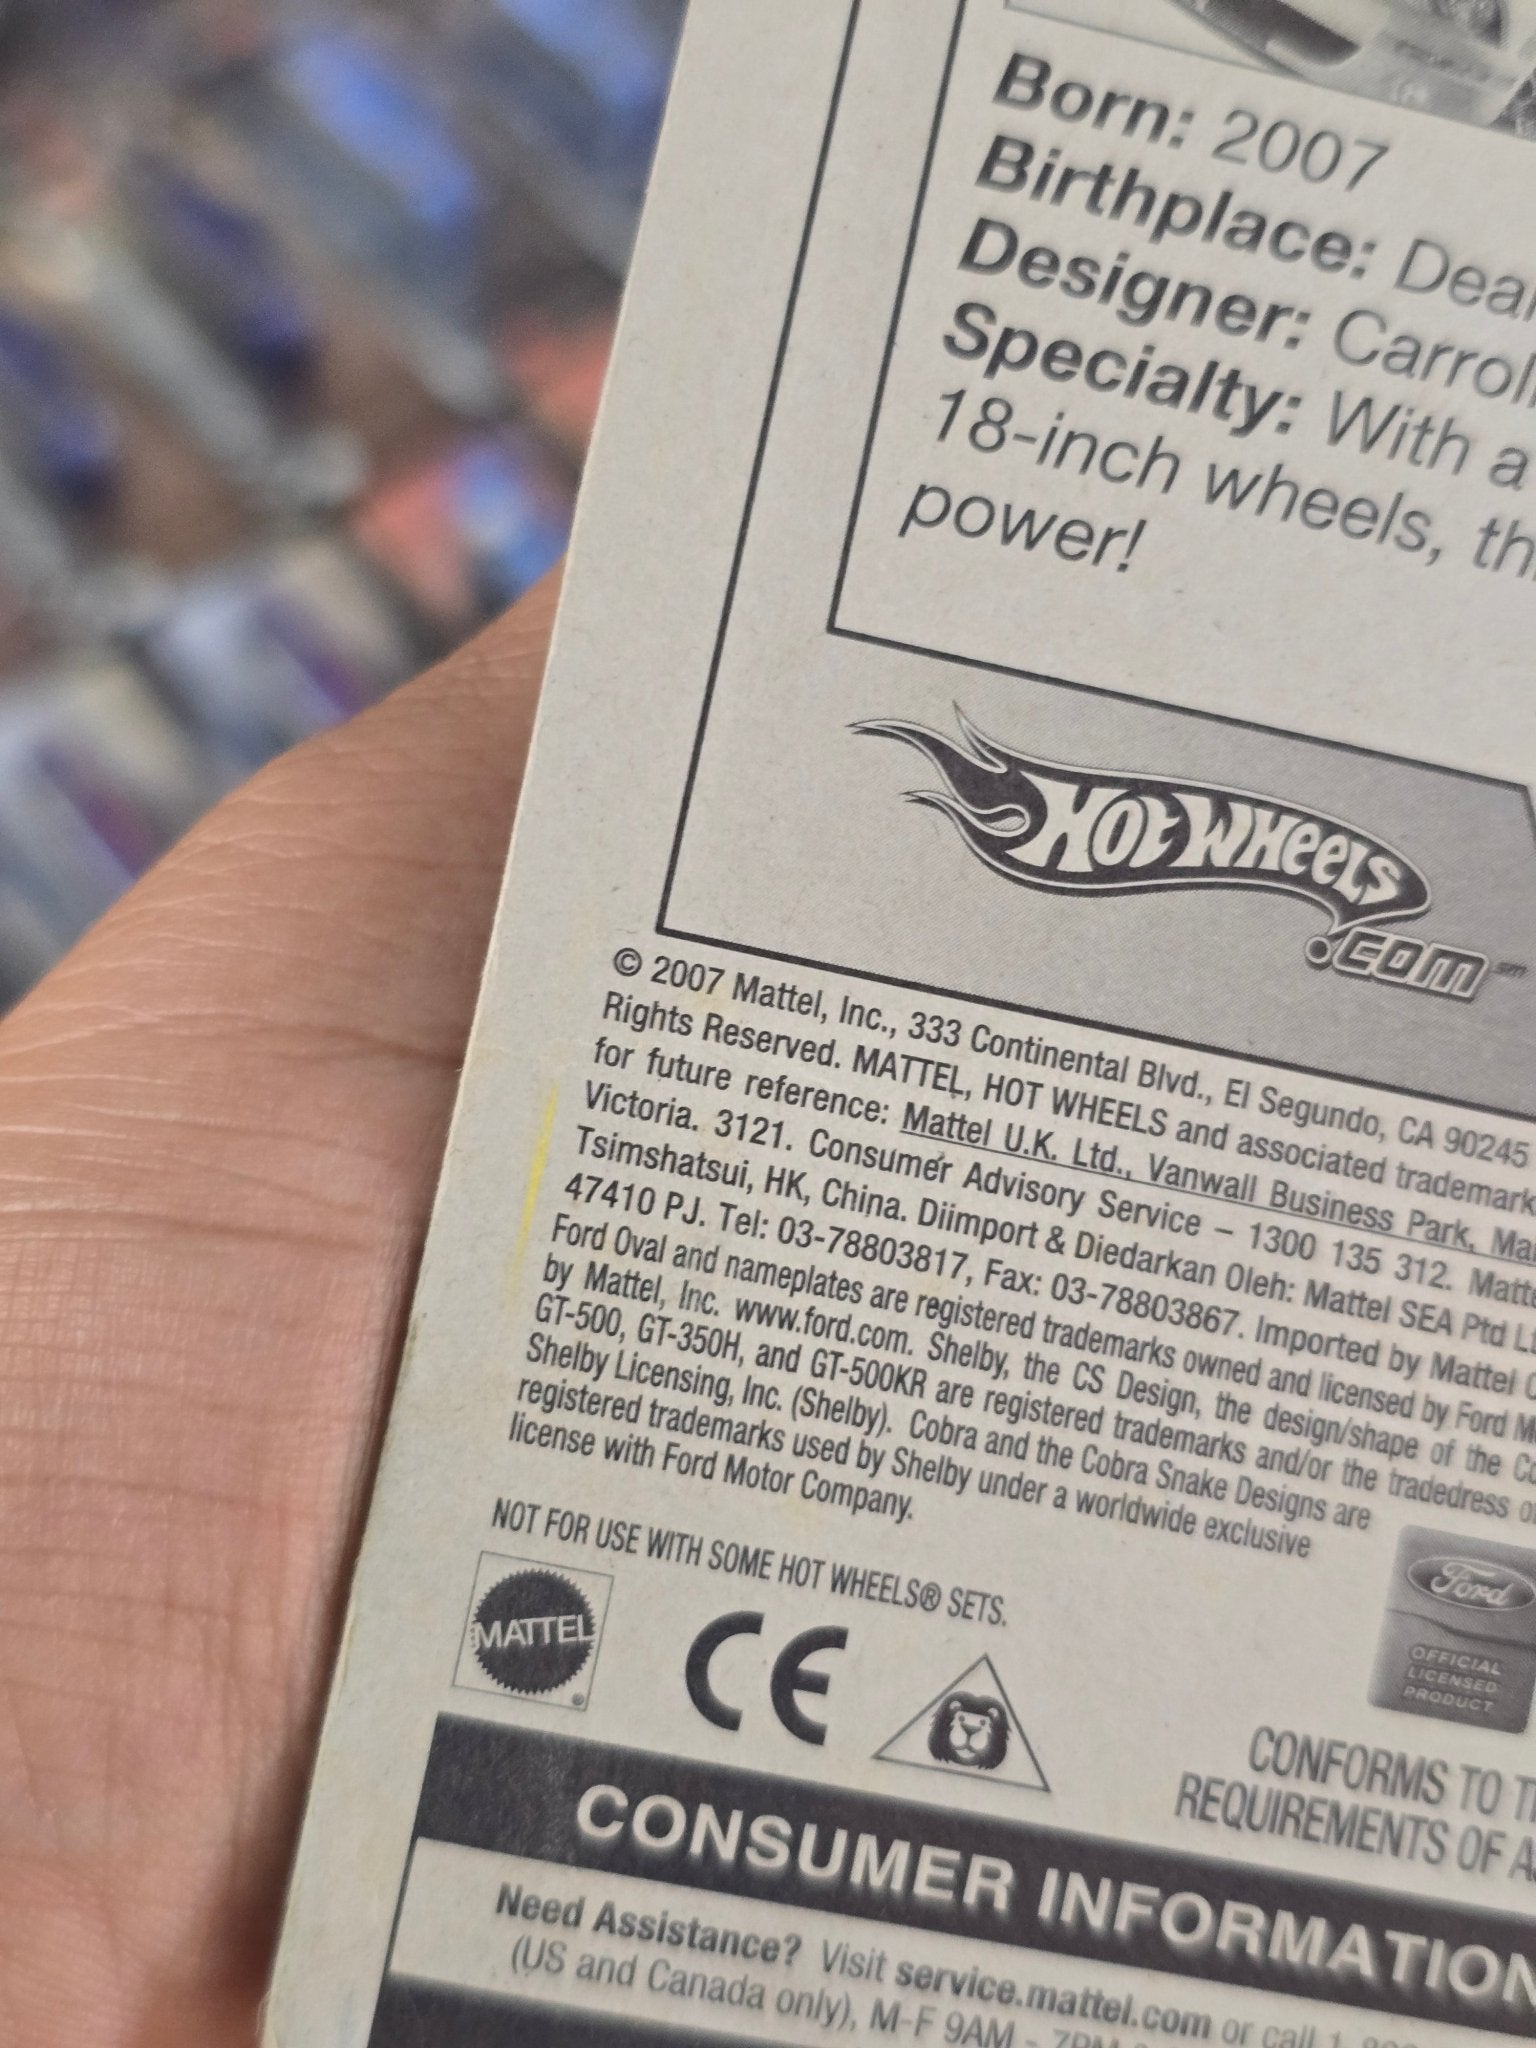 Born: 2007
Birthplace:
Designer:
Specialty: With a
18-inch wheels,
power!
HOT WHEELS
.com sm
© 2007 Mattel, Inc., 333 Continental Blvd., El Segundo, CA 90245
Rights Reserved. MATTEL, HOT WHEELS and associated
for future reference: Mattel U.K. Ltd., Vanwall Business Park,
Victoria. 3121. Consumer Advisory Service – 1300 135 312.
Tsimshatsui, HK, China. Diimport & Diedarkan Oleh: Mattel SEA Ptd
47410 PJ. Tel: 03-78803817, Fax: 03-78803867. Imported by Mattel
Ford Oval and nameplates are registered trademarks owned and licensed by Ford
by Mattel, Inc. www.ford.com. Shelby, the CS Design, the design/shape of the
GT-500, GT-350H, and GT-500KR are registered trademarks and/or the tradedress
Shelby Licensing, Inc. (Shelby). Cobra and the Cobra Snake Designs are
registered trademarks used by Shelby under a worldwide exclusive
license with Ford Motor Company.
NOT FOR USE WITH SOME HOT WHEELS® SETS.
MATTEL ®
CE
Ford
OFFICIAL
LICENSED
PRODUCT
CONFORMS TO
REQUIREMENTS OF
CONSUMER INFORMATION
Need Assistance? Visit service.mattel.com or call
(US and Canada only), M-F 9AM -